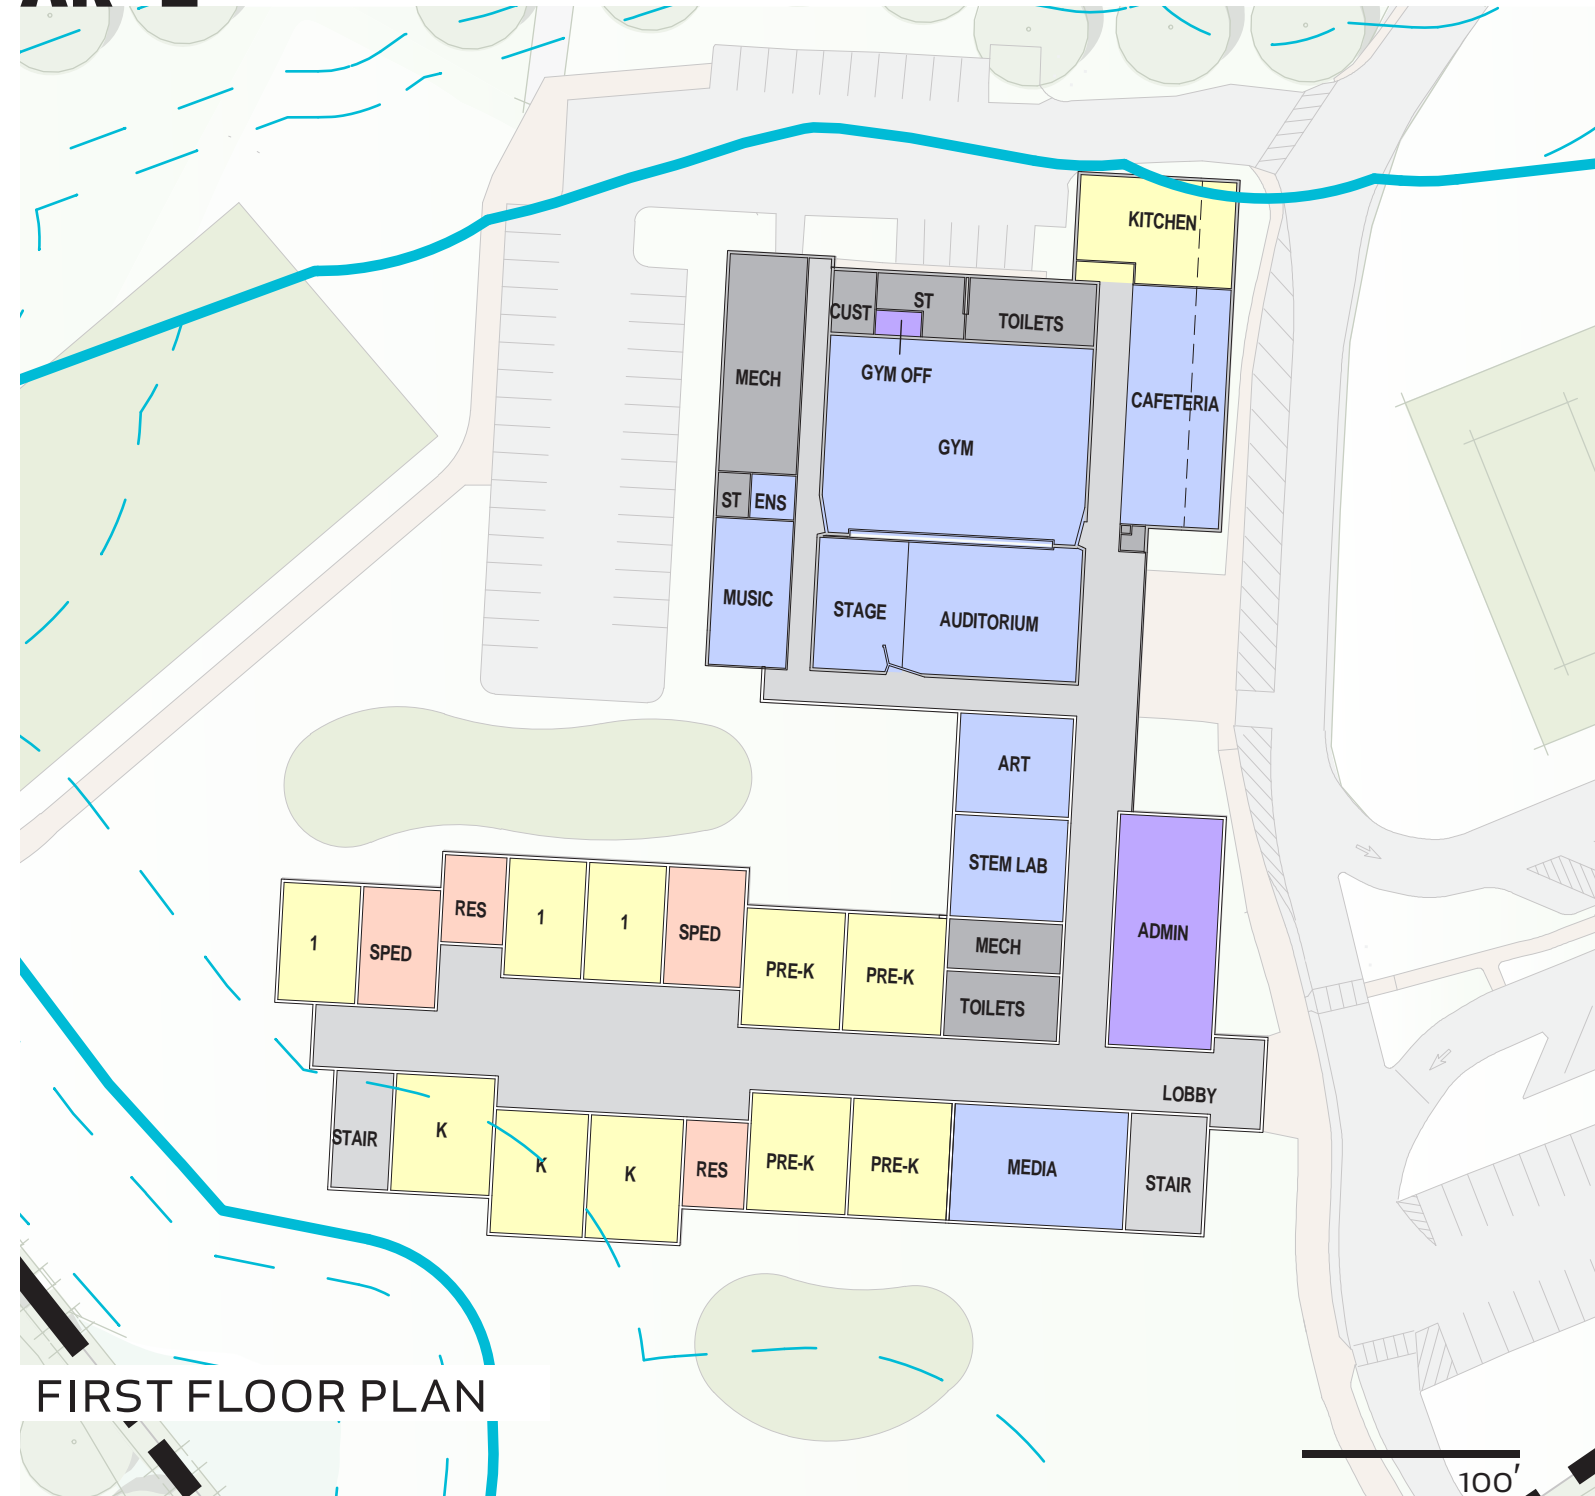 KITCHEN
CUST
ST
TOILETS
MECH
GYM OFF
CAFETERIA
GYM
ST
ENS
MUSIC
STAGE
AUDITORIUM
ART
STEM LAB
RES
1
1
SPED
ADMIN
1
SPED
PRE-K
PRE-K
MECH
TOILETS
LOBBY
STAIR
K
K
K
RES
PRE-K
PRE-K
MEDIA
STAIR
FIRST FLOOR PLAN
100'